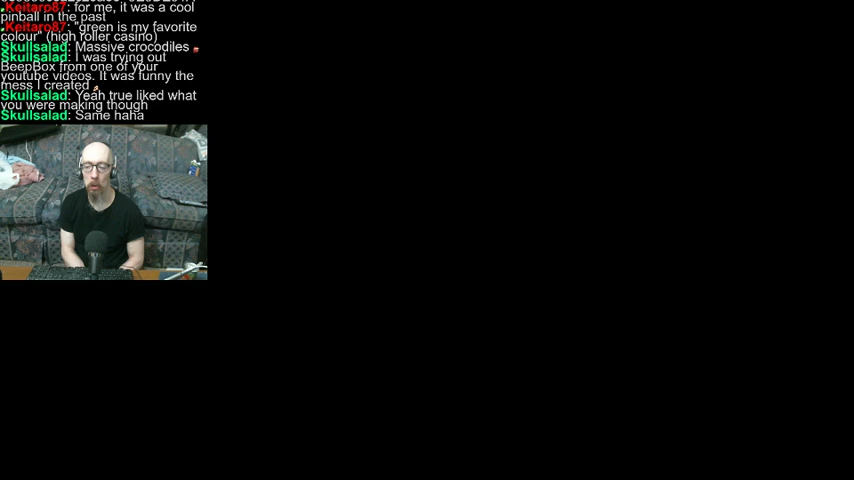 Keitaro87: for me, it was a cool
pinball in the past
Keitaro87: "green is my favorite
colour" (high roller casino)
Skullsalad: Massive crocodiles
Skullsalad: I was trying out
BeepBox from one of your
youtube videos. It was funny the
mess I created
Skullsalad: Yeah true liked what
you were making though
Skullsalad: Same haha